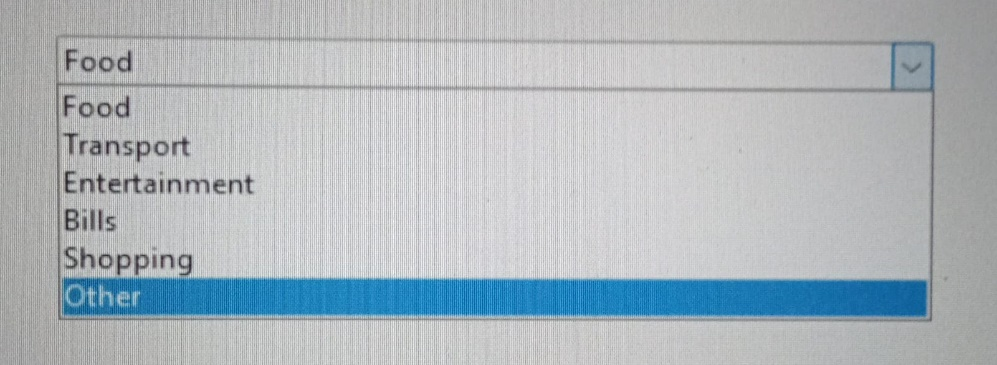 Food
Food
Transport
Entertainment
Bills
Shopping
Other